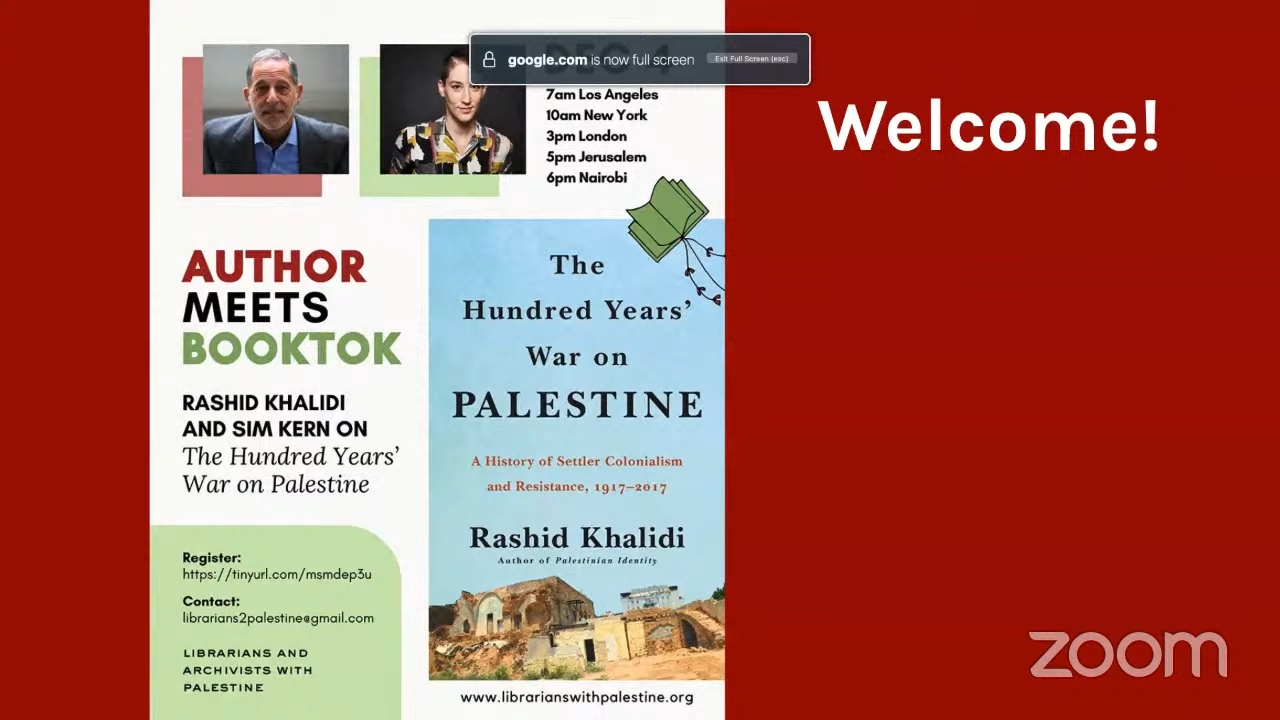 google.com is now full screen
Exit Full Screen (esc)
DEC 4
7am Los Angeles
10am New York
3pm London
5pm Jerusalem
6pm Nairobi
Welcome!
AUTHOR
MEETS
BOOKTOK
RASHID KHALIDI
AND SIM KERN ON
The Hundred Years'
War on Palestine
The
Hundred Years'
War on
PALESTINE
A History of Settler Colonialism
and Resistance, 1917–2017
Rashid Khalidi
Author of Palestinian Identity
Register:
https://tinyurl.com/msmdep3u
Contact:
librarians2palestine@gmail.com
LIBRARIANS AND
ARCHIVISTS WITH
PALESTINE
www.librarianswithpalestine.org
zoom